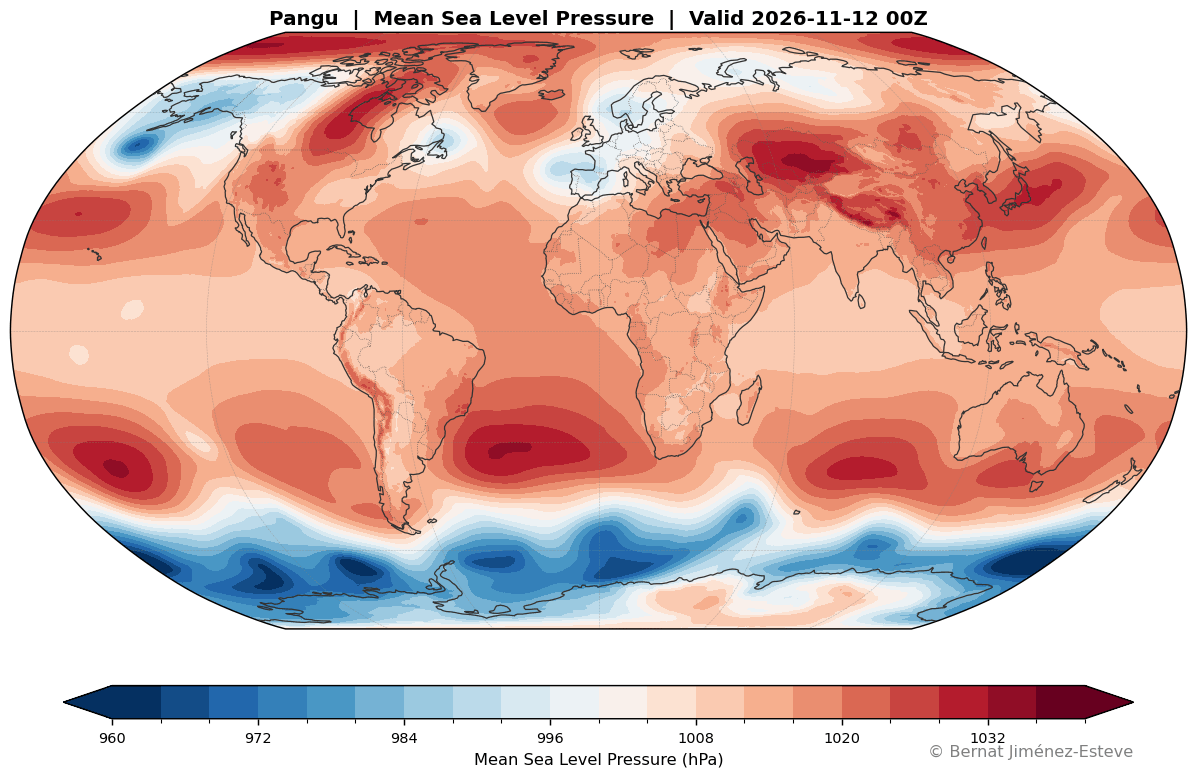 Pangu | Mean Sea Level Pressure | Valid 2026-11-12 00Z
960 972 984 996 1008 1020 1032
Mean Sea Level Pressure (hPa)
© Bernat Jiménez-Esteve